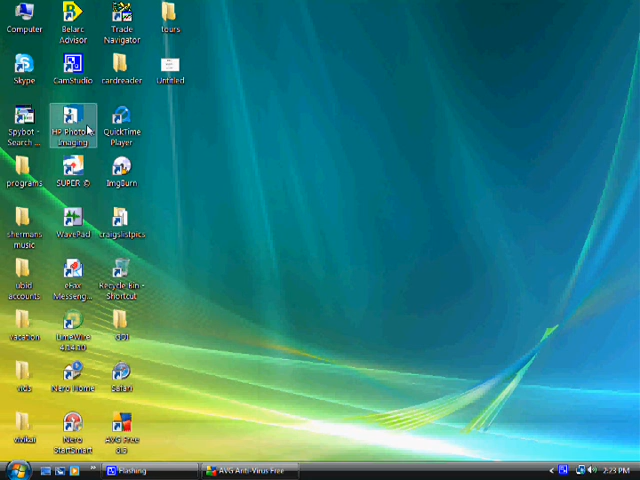 Computer
Belarc
Advisor
Trade
Navigator
tours
Skype
CamStudio
cardreader
Untitled
Spybot -
Search ...
HP Photo
Imaging
QuickTime
Player
programs
SUPER ©
ImgBurn
shermans
music
WavePad
craigslistpics
ubid
accounts
eFax
Messeng...
Recycle Bin -
Shortcut
vacation
LimeWire
vids
Nero Home
Safari
vivikai
Nero
StartSmart
AVG Free
Flashing
AVG Anti-Virus Free
2:23 PM